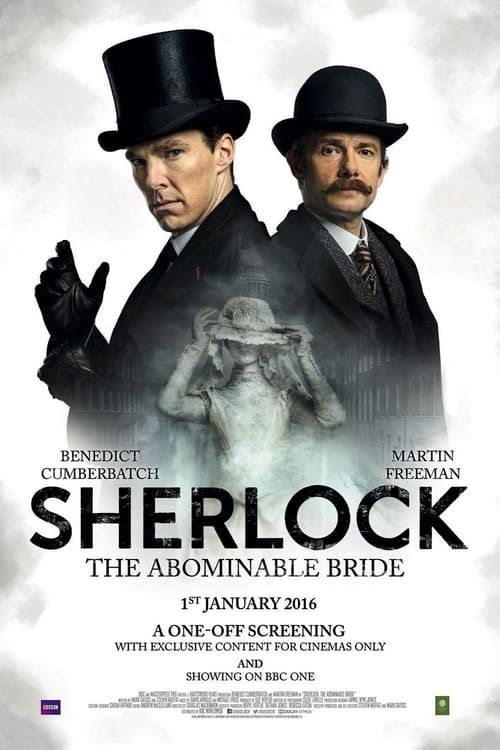 BENEDICT
CUMBERBATCH
MARTIN
FREEMAN
SHERLOCK
THE ABOMINABLE BRIDE
1ST JANUARY 2016
A ONE-OFF SCREENING
WITH EXCLUSIVE CONTENT FOR CINEMAS ONLY
AND
SHOWING ON BBC ONE
BBC